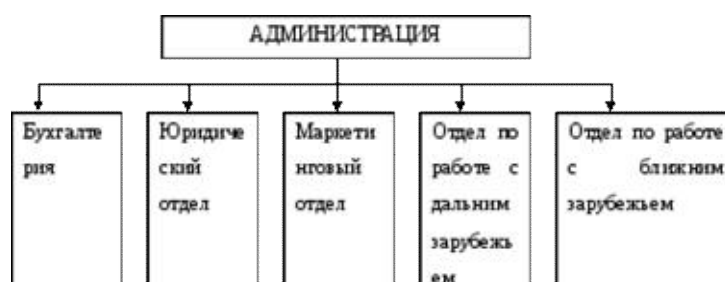 АДМИНИСТРАЦИЯ
Бухгалте
рия
Юридиче
ский
отдел
Маркети
нговый
отдел
Отдел по
работе с
дальним
зарубежь
ем
Отдел по работе
с ближним
зарубежьем